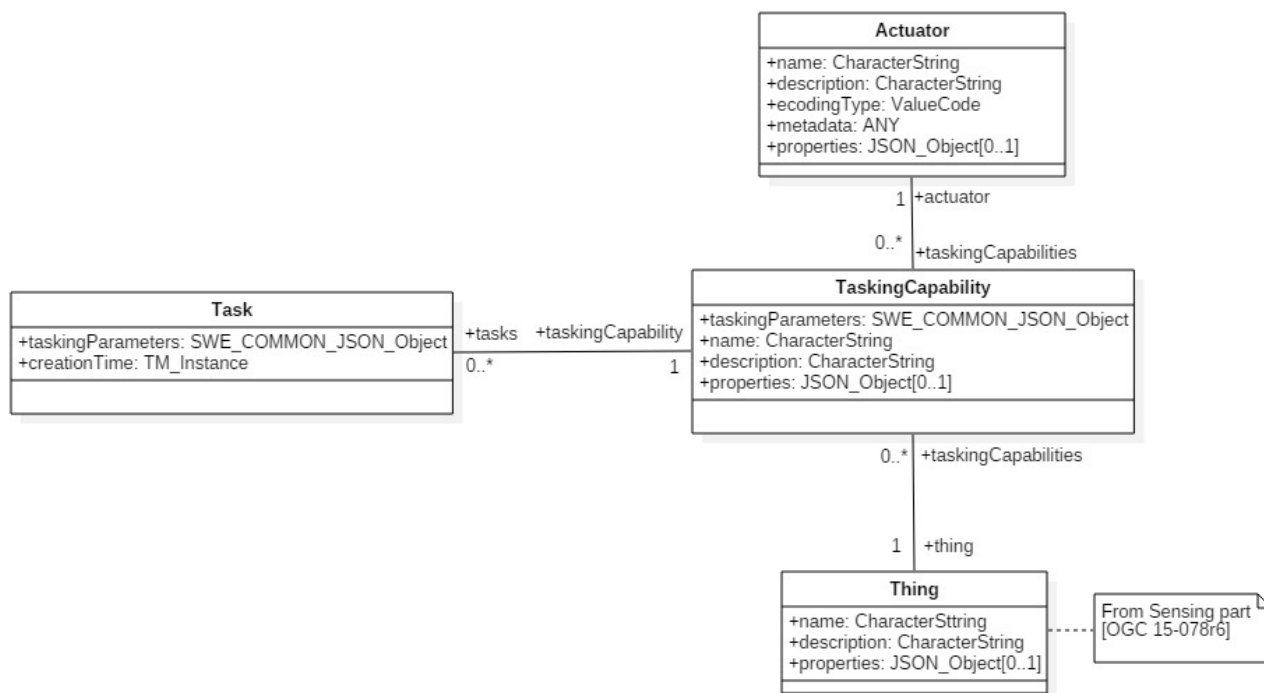 Actuator
+name: CharacterString
+description: CharacterString
+ecodingType: ValueCode
+metadata: ANY
+properties: JSON_Object[0..1]
1 +actuator
0..*
+taskingCapabilities
TaskingCapability
+taskingParameters: SWE_COMMON_JSON_Object
+name: CharacterString
+description: CharacterString
+properties: JSON_Object[0..1]
Task
+taskingParameters: SWE_COMMON_JSON_Object
+creationTime: TM_Instance
+tasks +taskingCapability
0..* 1
0..* +taskingCapabilities
1 +thing
Thing
+name: CharacterSttring
+description: CharacterString
+properties: JSON_Object[0..1]
From Sensing part
[OGC 15-078r6]